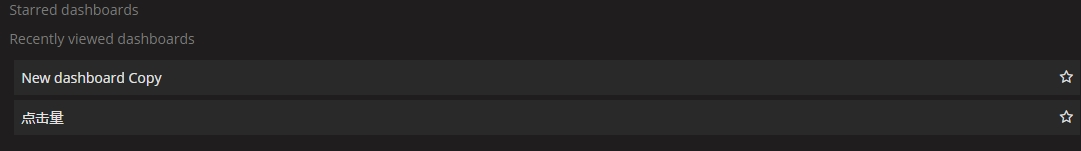 Starred dashboards
Recently viewed dashboards
New dashboard Copy
点击量